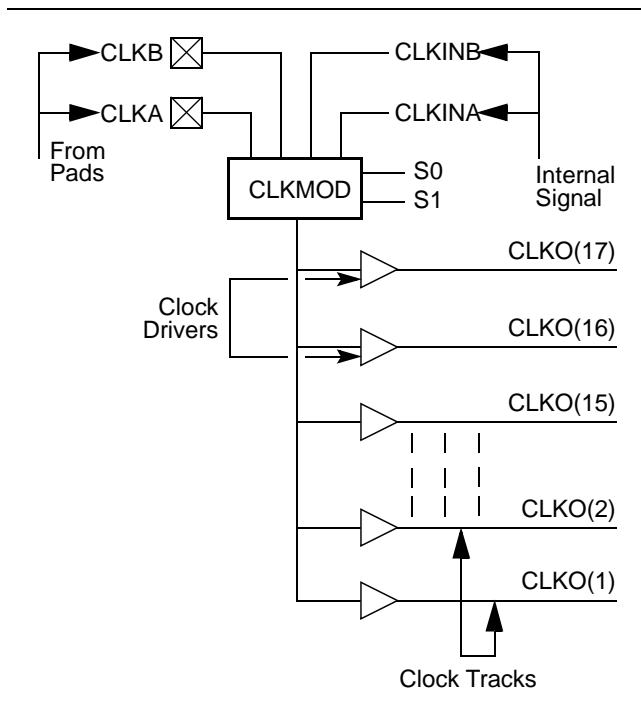 CLKB
CLKINB
CLKA
CLKINA
From
Pads
CLKMOD
S0
S1
Internal
Signal
CLKO(17)
Clock
Drivers
CLKO(16)
CLKO(15)
CLKO(2)
CLKO(1)
Clock Tracks